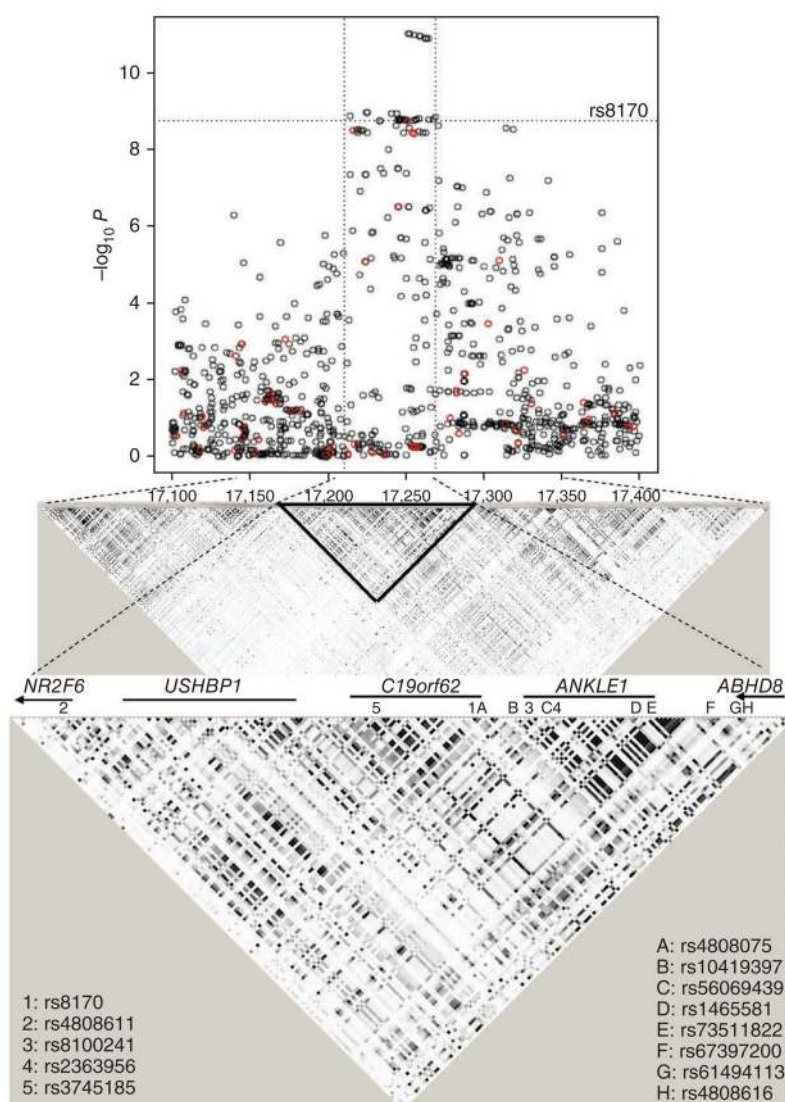 10
rs8170
8
6
–log₁₀ P
4
2
0
17,100 17,150 17,200 17,250 17,300 17,350 17,400
NR2F6 USHBP1 C19orf62 ANKLE1 ABHD8
2 5 1A B 3 C4 D E F GH
1: rs8170
2: rs4808611
3: rs8100241
4: rs2363956
5: rs3745185
A: rs4808075
B: rs10419397
C: rs56069439
D: rs1465581
E: rs73511822
F: rs67397200
G: rs61494113
H: rs4808616